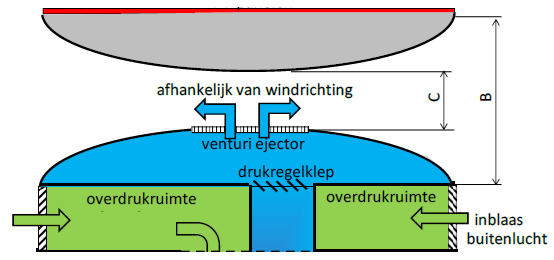 afhankelijk van windrichting
C
B
venturi ejector
drukregelklep
overdrukruimte
overdrukruimte
inblaas
buitenlucht